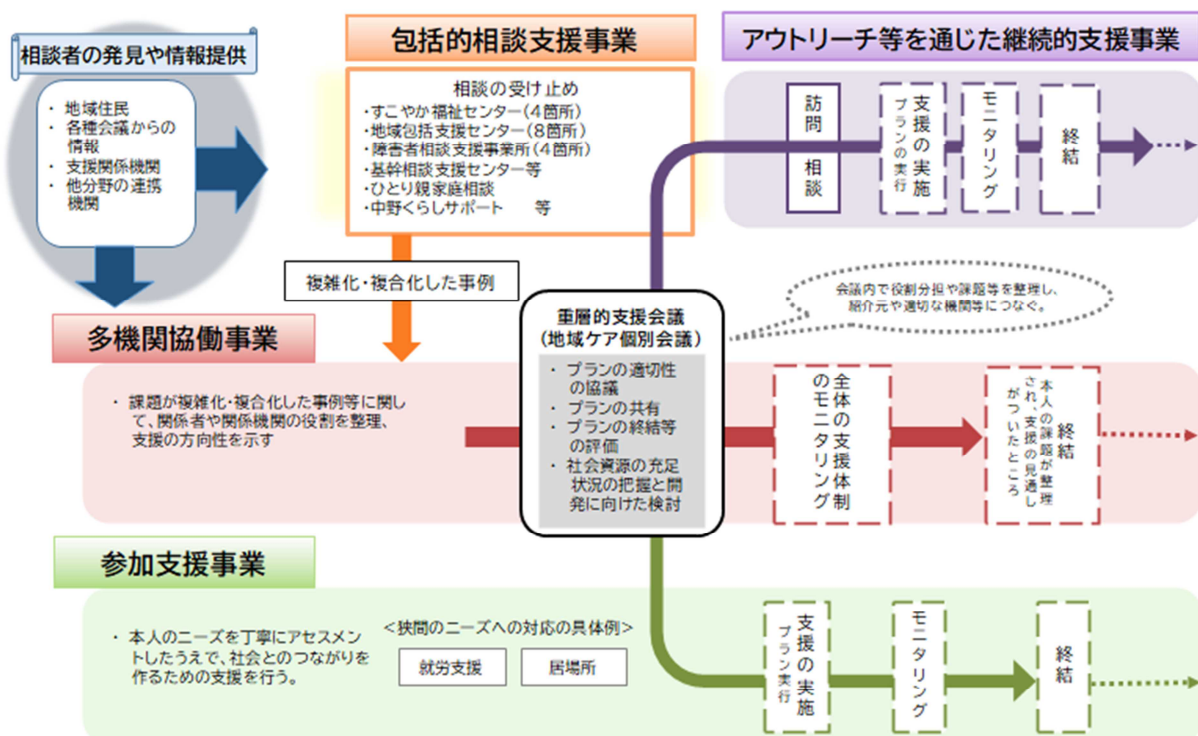 相談者の発見や情報提供
・ 地域住民
・ 各種会議からの
情報
・ 支援関係機関
・ 他分野の連携
機関
包括的相談支援事業
相談の受け止め
・すこやか福祉センター(4箇所)
・地域包括支援センター(8箇所)
・障害者相談支援事業所(4箇所)
・基幹相談支援センター等
・ひとり親家庭相談
・中野くらしサポート 等
アウトリーチ等を通じた継続的支援事業
訪問 相談
支援の実施
プランの実行
モニタリング
終結
複雑化・複合化した事例
会議内で役割分担や課題等を整理し、
紹介元や適切な機関等につなぐ。
多機関協働事業
・ 課題が複雑化・複合化した事例等に関し
て、関係者や関係機関の役割を整理、
支援の方向性を示す
重層的支援会議
(地域ケア個別会議)
・ プランの適切性
の協議
・ プランの共有
・ プランの終結等
の評価
・ 社会資源の充足
状況の把握と開
発に向けた検討
全体の支援体制
のモニタリング
終結
本人の課題が整理
され、支援の見通し
がついたところ
参加支援事業
・ 本人のニーズを丁寧にアセスメン
トしたうえで、社会とのつながりを
作るための支援を行う。
<狭間のニーズへの対応の具体例>
就労支援
居場所
支援の実施
プラン実行
モニタリング
終結